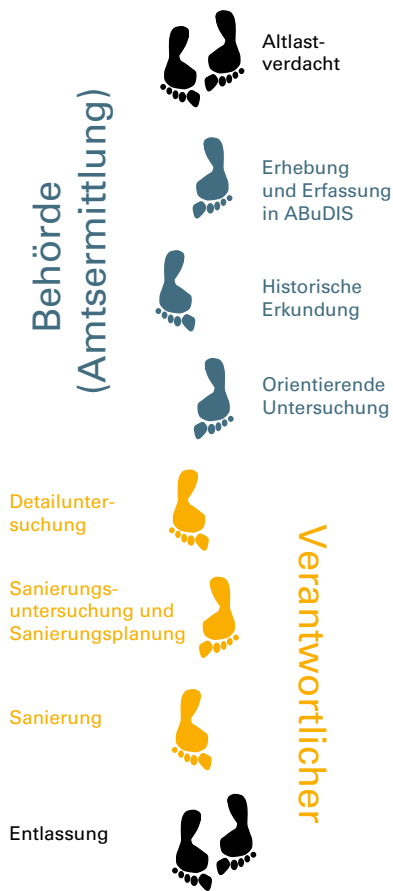 Altlast-
verdacht
Behörde
(Amtsermittlung)
Erhebung
und Erfassung
in ABuDIS
Historische
Erkundung
Orientierende
Untersuchung
Detailunter-
suchung
Sanierungs-
untersuchung und
Sanierungsplanung
Sanierung
Verantwortlicher
Entlassung